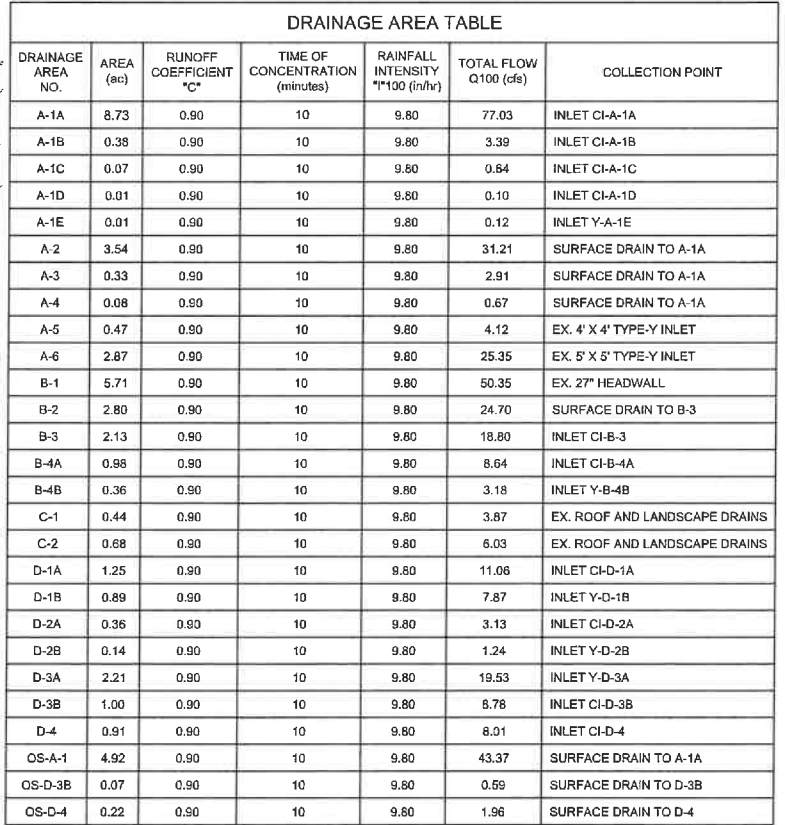 DRAINAGE AREA TABLE
DRAINAGE AREA NO. | AREA (ac) | RUNOFF COEFFICIENT "C" | TIME OF CONCENTRATION (minutes) | RAINFALL INTENSITY "I"100 (in/hr) | TOTAL FLOW Q100 (cfs) | COLLECTION POINT
A-1A 8.73 0.90 10 9.80 77.03 INLET CI-A-1A
A-1B 0.38 0.90 10 9.80 3.39 INLET CI-A-1B
A-1C 0.07 0.90 10 9.80 0.64 INLET CI-A-1C
A-1D 0.01 0.90 10 9.80 0.10 INLET CI-A-1D
A-1E 0.01 0.90 10 9.80 0.12 INLET Y-A-1E
A-2 3.54 0.90 10 9.80 31.21 SURFACE DRAIN TO A-1A
A-3 0.33 0.90 10 9.80 2.91 SURFACE DRAIN TO A-1A
A-4 0.08 0.90 10 9.80 0.67 SURFACE DRAIN TO A-1A
A-5 0.47 0.90 10 9.80 4.12 EX. 4' X 4' TYPE-Y INLET
A-6 2.87 0.90 10 9.80 25.35 EX. 5' X 5' TYPE-Y INLET
B-1 5.71 0.90 10 9.80 50.35 EX. 27" HEADWALL
B-2 2.80 0.90 10 9.80 24.70 SURFACE DRAIN TO B-3
B-3 2.13 0.90 10 9.80 18.80 INLET CI-B-3
B-4A 0.98 0.90 10 9.80 8.64 INLET CI-B-4A
B-4B 0.36 0.90 10 9.80 3.18 INLET Y-B-4B
C-1 0.44 0.90 10 9.80 3.87 EX. ROOF AND LANDSCAPE DRAINS
C-2 0.68 0.90 10 9.80 6.03 EX. ROOF AND LANDSCAPE DRAINS
D-1A 1.25 0.90 10 9.80 11.06 INLET CI-D-1A
D-1B 0.89 0.90 10 9.80 7.87 INLET Y-D-1B
D-2A 0.36 0.90 10 9.80 3.13 INLET CI-D-2A
D-2B 0.14 0.90 10 9.80 1.24 INLET Y-D-2B
D-3A 2.21 0.90 10 9.80 19.53 INLET Y-D-3A
D-3B 1.00 0.90 10 9.80 8.78 INLET CI-D-3B
D-4 0.91 0.90 10 9.80 8.01 INLET CI-D-4
OS-A-1 4.92 0.90 10 9.80 43.37 SURFACE DRAIN TO A-1A
OS-D-3B 0.07 0.90 10 9.80 0.59 SURFACE DRAIN TO D-3B
OS-D-4 0.22 0.90 10 9.80 1.96 SURFACE DRAIN TO D-4